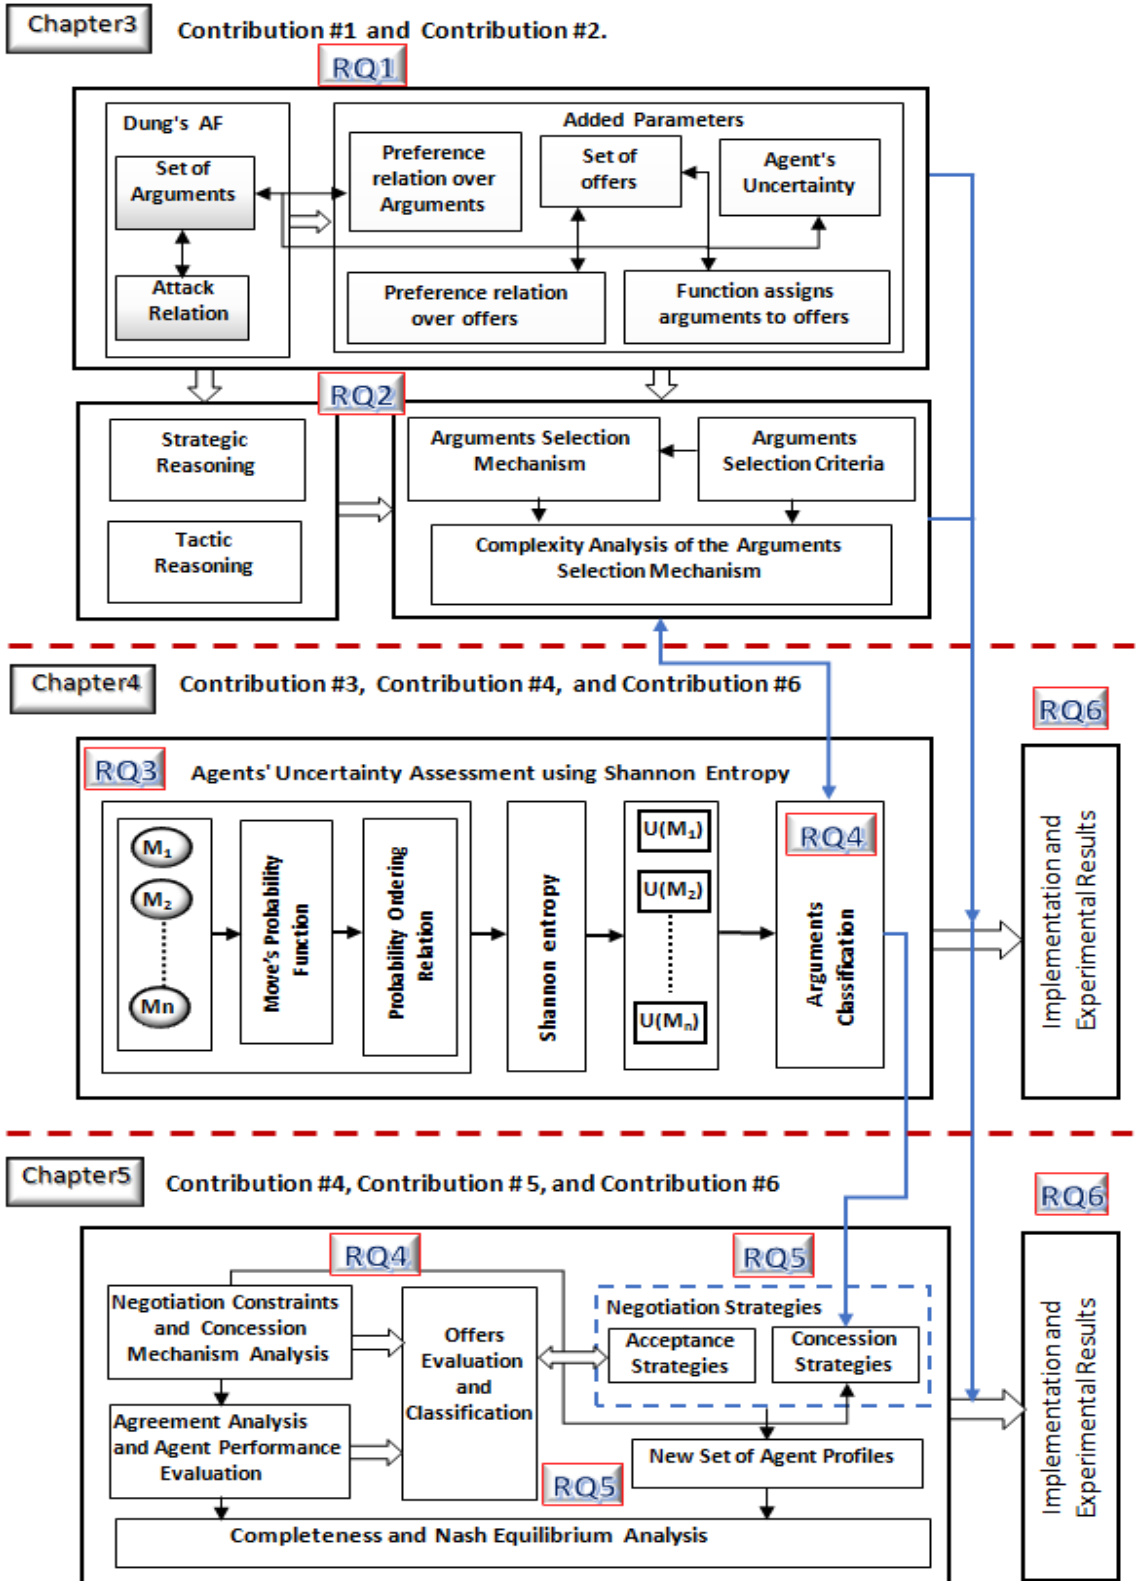 Chapter3
Contribution #1 and Contribution #2.
RQ1
Dung's AF
Set of
Arguments
Attack
Relation
Added Parameters
Preference
relation over
Arguments
Set of
offers
Agent's
Uncertainty
Preference relation
over offers
Function assigns
arguments to offers
RQ2
Strategic
Reasoning
Tactic
Reasoning
Arguments Selection
Mechanism
Arguments
Selection Criteria
Complexity Analysis of the Arguments
Selection Mechanism
Chapter4
Contribution #3, Contribution #4, and Contribution #6
RQ6
RQ3
Agents' Uncertainty Assessment using Shannon Entropy
M1
M2
Mn
Move's Probability
Function
Probability Ordering
Relation
Shannon entropy
U(M1)
U(M2)
U(Mn)
RQ4
Arguments
Classification
Implementation and
Experimental Results
Chapter5
Contribution #4, Contribution # 5, and Contribution #6
RQ6
RQ4
RQ5
Negotiation Constraints
and Concession
Mechanism Analysis
Agreement Analysis
and Agent Performance
Evaluation
Offers
Evaluation
and
Classification
Negotiation Strategies
Acceptance
Strategies
Concession
Strategies
New Set of Agent Profiles
RQ5
Completeness and Nash Equilibrium Analysis
Implementation and
Experimental Results